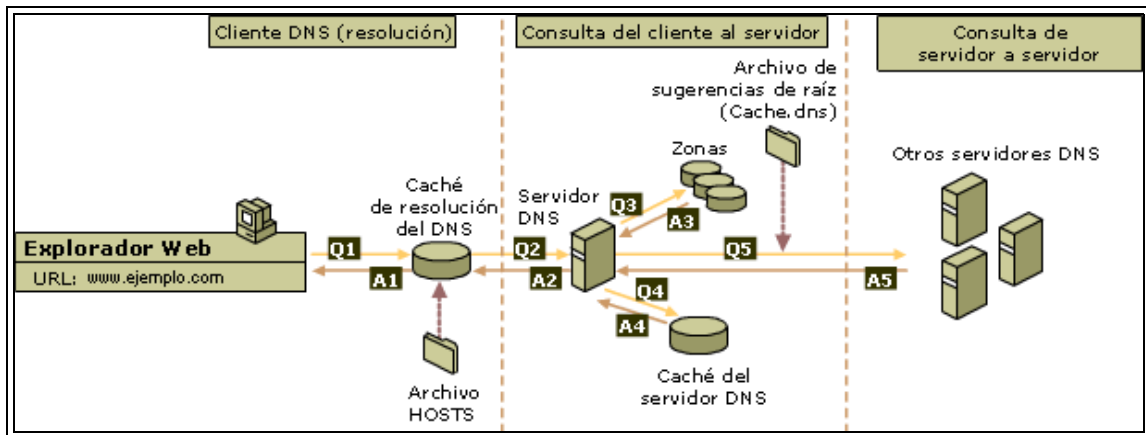 Cliente DNS (resolución)
Consulta del cliente al servidor
Consulta de
servidor a servidor
Archivo de
sugerencias de raíz
(Cache.dns)
Zonas
Otros servidores DNS
Caché
de resolución
del DNS
Servidor
DNS
Q3
A3
Explorador Web
URL: www.ejemplo.com
Q1
A1
Q2
A2
Q5
A5
Q4
A4
Archivo
HOSTS
Caché del
servidor DNS